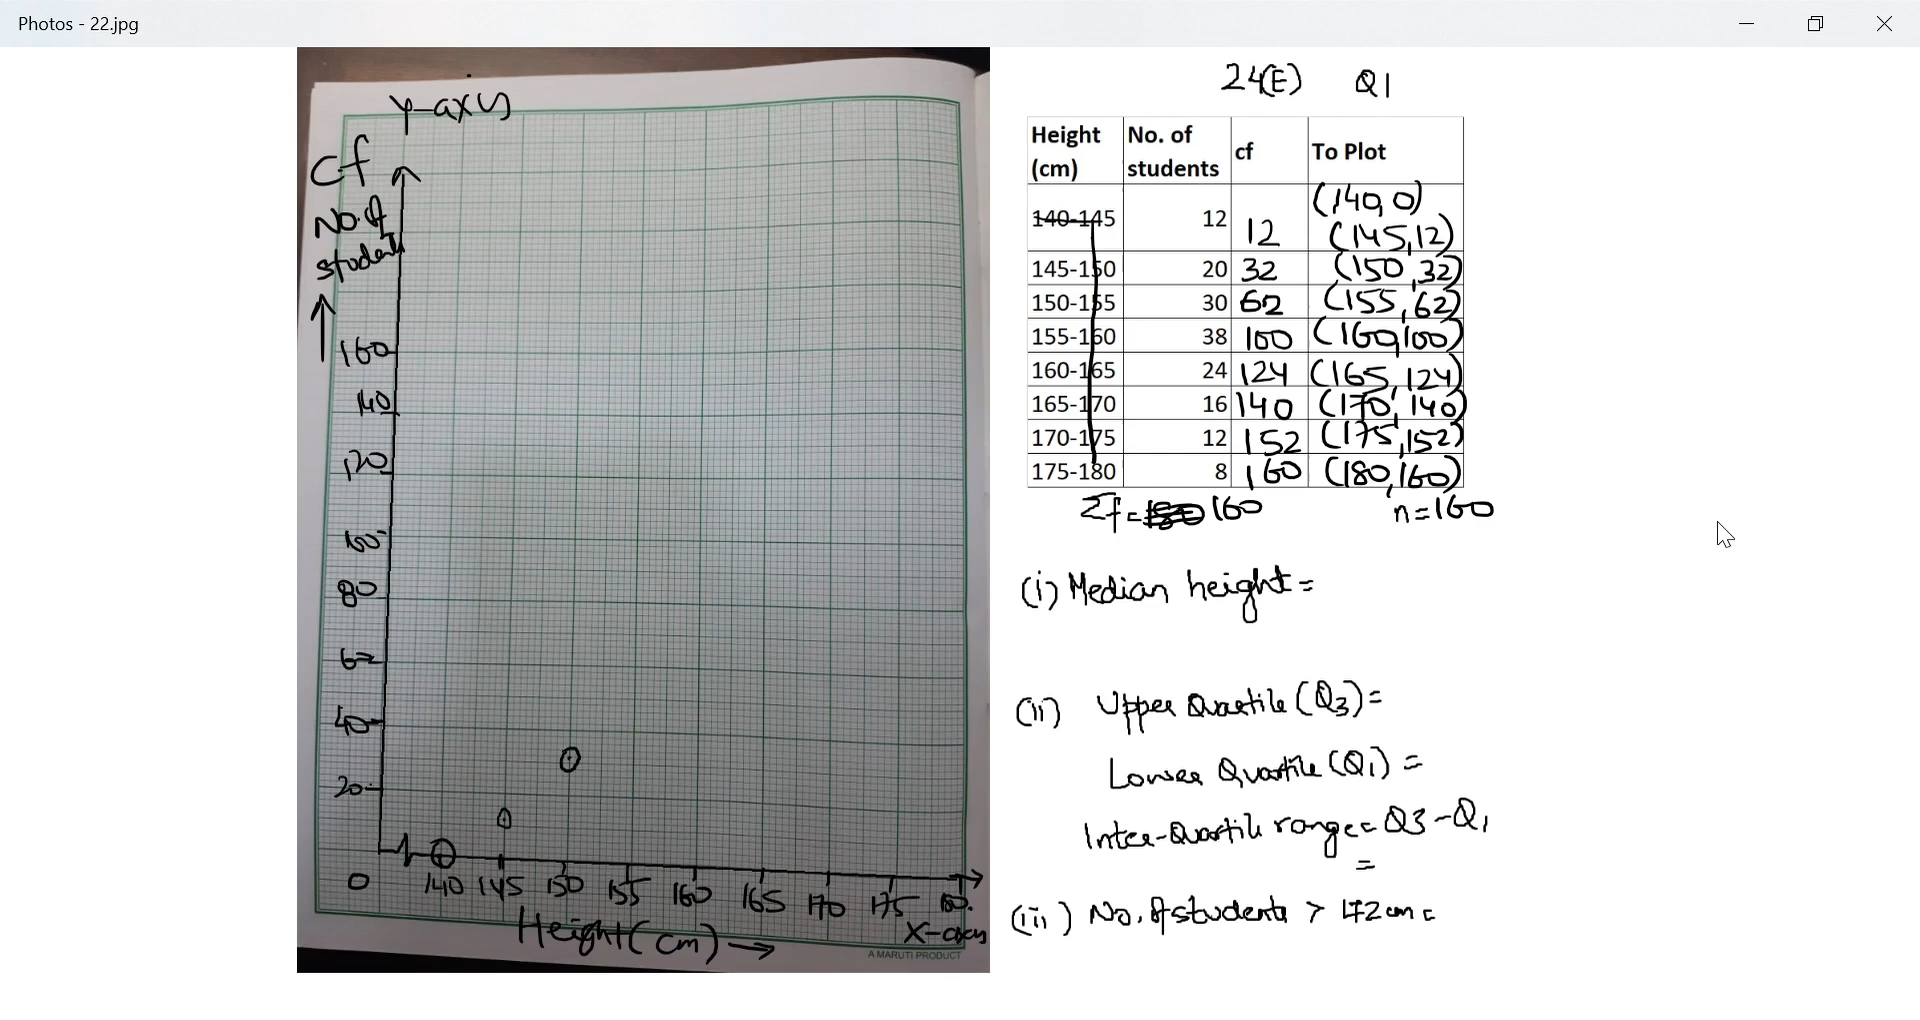 Photos - 22.jpg
24(E) Q1
y-axis
cf
No. of
students
160
140
120
100
80
60
40
20
0
140 145 150 155 160 165 170 175 180
Height (cm)
X-axis
A MARUTI PRODUCT
Height (cm) No. of students cf To Plot
(140,0)
140-145 12 12 (145,12)
145-150 20 32 (150,32)
150-155 30 62 (155,62)
155-160 38 100 (160,100)
160-165 24 124 (165,124)
165-170 16 140 (170,140)
170-175 12 152 (175,152)
175-180 8 160 (180,160)
Σf = 160 n=160
(i) Median height =
(ii) Upper Quartile (Q3) =
Lower Quartile (Q1) =
Inter-Quartile range = Q3-Q1
=
(iii) No. of students > 172 cm =